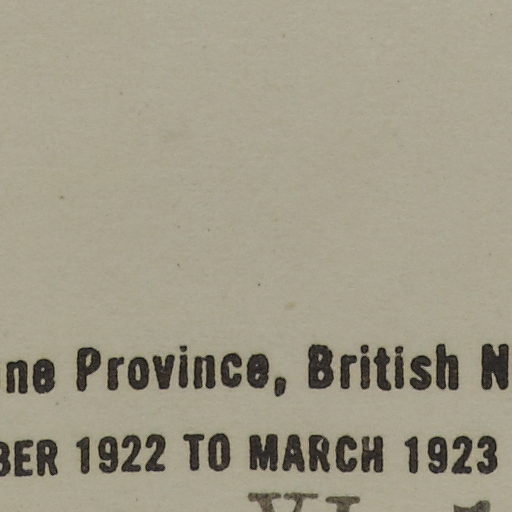 ne Province, British N
BER 1922 TO MARCH 1923